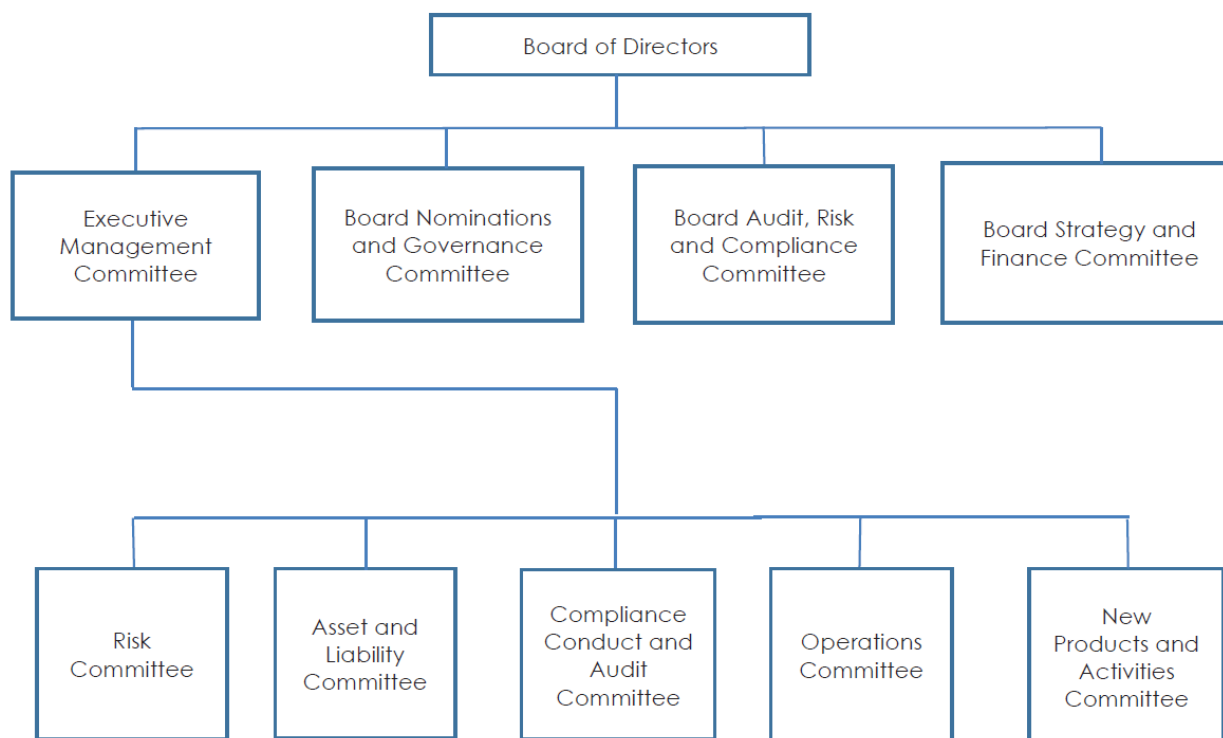 Board of Directors
Executive
Management
Committee
Board Nominations
and Governance
Committee
Board Audit, Risk
and Compliance
Committee
Board Strategy and
Finance Committee
Risk
Committee
Asset and
Liability
Committee
Compliance
Conduct and
Audit
Committee
Operations
Committee
New
Products and
Activities
Committee